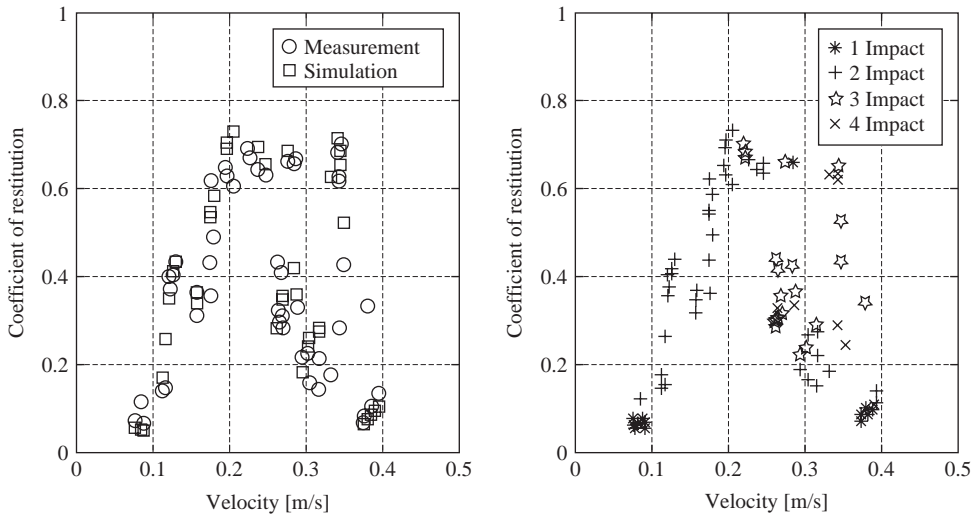 1
0.8
0.6
0.4
0.2
0
Coefficient of restitution
Measurement
Simulation
0
0.1
0.2
0.3
0.4
0.5
Velocity [m/s]
1
0.8
0.6
0.4
0.2
0
Coefficient of restitution
1 Impact
2 Impact
3 Impact
4 Impact
0
0.1
0.2
0.3
0.4
0.5
Velocity [m/s]